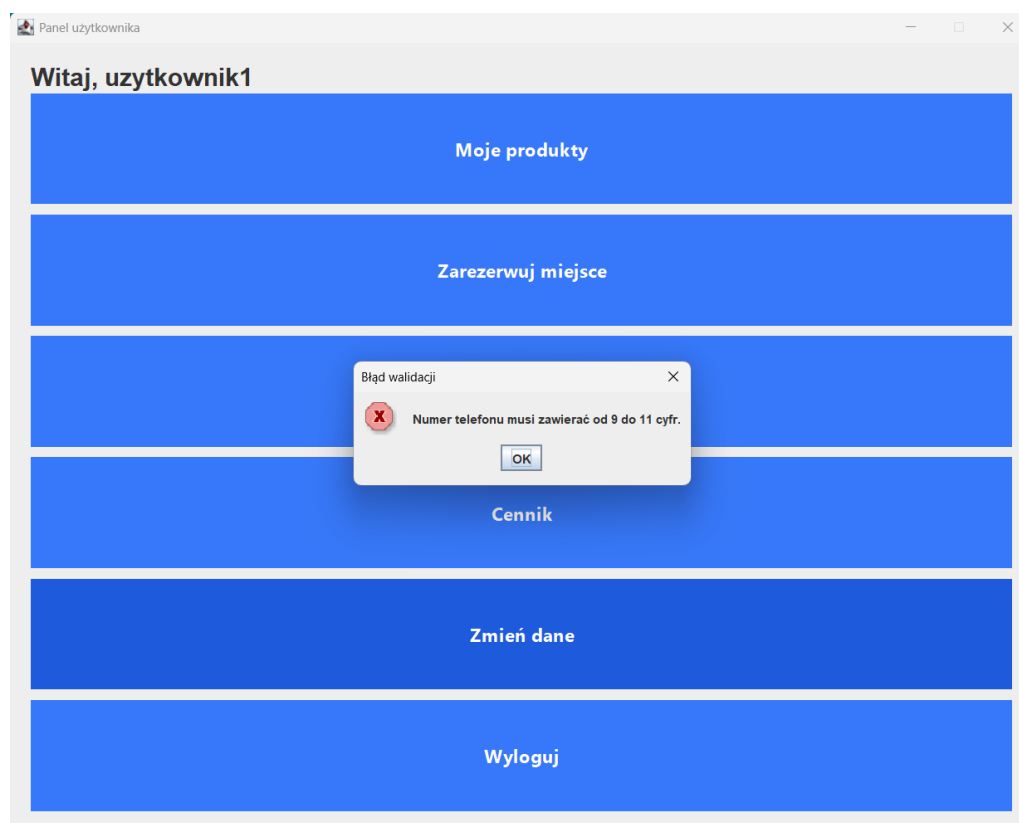 Panel użytkownika
Witaj, uzytkownik1
Moje produkty
Zarezerwuj miejsce
Błąd walidacji
Numer telefonu musi zawierać od 9 do 11 cyfr.
OK
Cennik
Zmień dane
Wyloguj